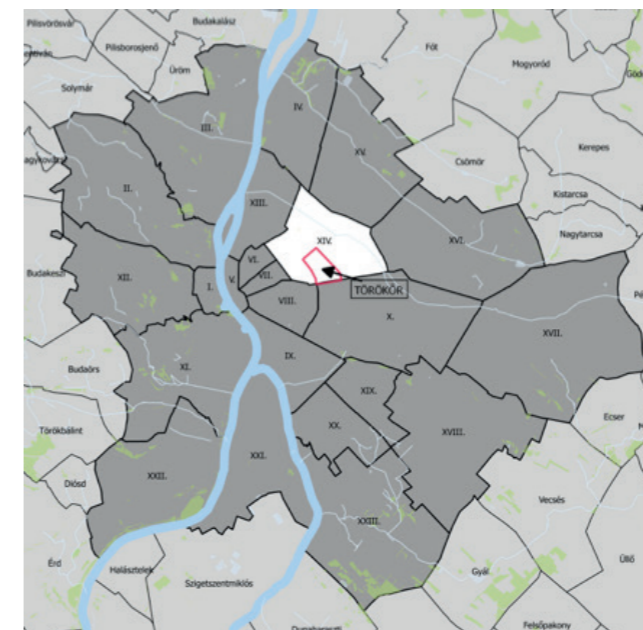 Pilisvörösvár
Budakalász
Pilisborosjenő
Üröm
Fót
Mogyoród
Solymár
IV.
III.
XV.
Csömör
Kerepes
II.
XIII.
Kistarcsa
XIV.
XVI.
Nagytarcsa
Budakeszi
XII.
VI.
VII.
I.
V.
TÖRÖKŐR
VIII.
X.
XVII.
Budaörs
XI.
IX.
XIX.
Törökbálint
XX.
XVIII.
Ecser
Diósd
XXII.
XXI.
Vecsés
XXIII.
Érd
Halásztelek
Szigetszentmiklós
Gyál
Üllő
Felsőpakony